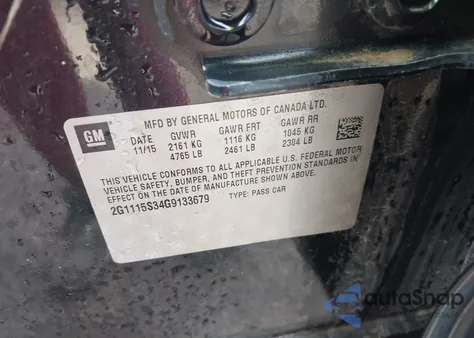 MFD BY GENERAL MOTORS OF CANADA LTD.
GM
DATE GVWR GAWR FRT GAWR RR
11/15 2161 KG 1116 KG 1045 KG
4765 LB 2461 LB 2304 LB
THIS VEHICLE CONFORMS TO ALL APPLICABLE U.S. FEDERAL MOTOR
VEHICLE SAFETY, BUMPER, AND THEFT PREVENTION STANDARDS IN
EFFECT ON THE DATE OF MANUFACTURE SHOWN ABOVE.
2G1115S34G9133679 TYPE: PASS CAR
autoSnap